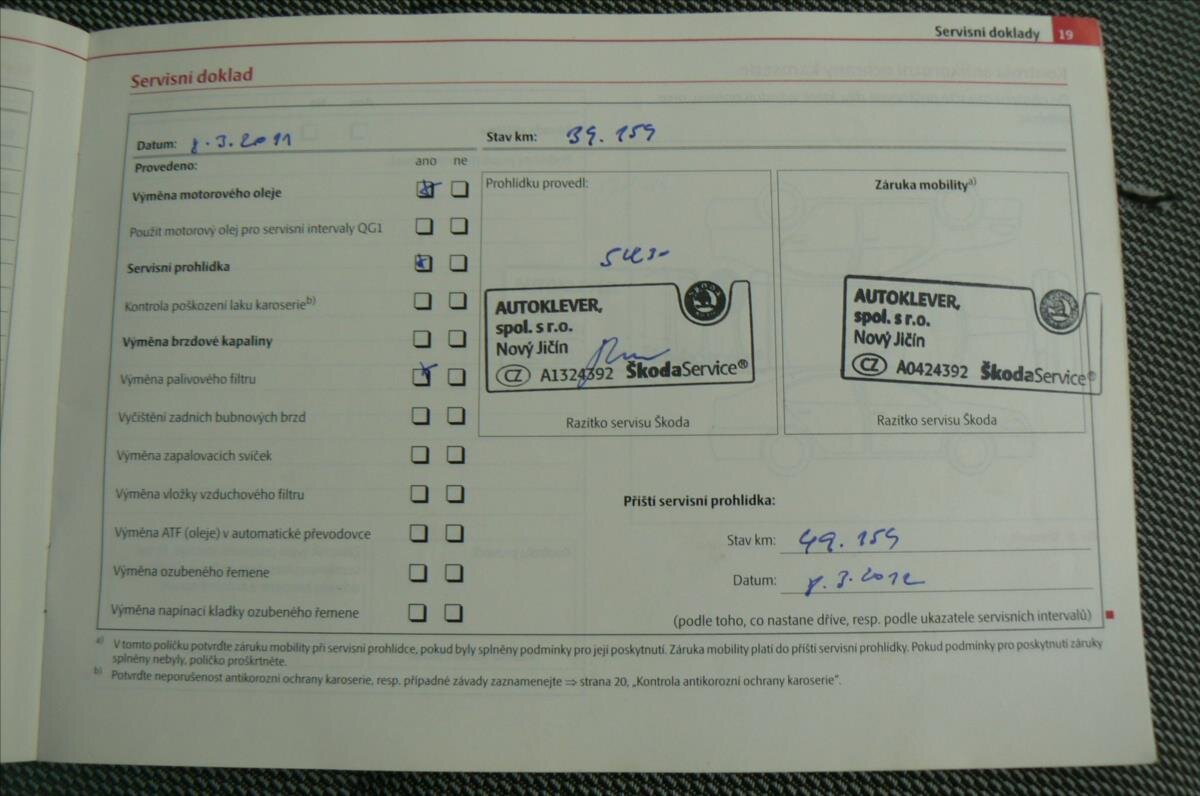 Servisní doklady 19
Servisní doklad
Datum: 8.3.2011 Stav km: 39.159
Provedeno: ano ne
Výměna motorového oleje
Použit motorový olej pro servisní intervaly QG1
Servisní prohlídka
Kontrola poškození laku karoserie b)
Výměna brzdové kapaliny
Výměna palivového filtru
Vyčištění zadních bubnových brzd
Výměna zapalovacích svíček
Výměna vložky vzduchového filtru
Výměna ATF (oleje) v automatické převodovce
Výměna ozubeného řemene
Výměna napínací kladky ozubeného řemene
Prohlídku provedl:
AUTOKLEVER,
spol. s r.o.
Nový Jičín
CZ A1324392 ŠkodaService®
Razítko servisu Škoda
Záruka mobility a)
AUTOKLEVER,
spol. s r.o.
Nový Jičín
CZ A0424392 ŠkodaService®
Razítko servisu Škoda
Příští servisní prohlídka:
Stav km: 49.159
Datum: 8.3.2012
(podle toho, co nastane dříve, resp. podle ukazatele servisních intervalů)
a) V tomto políčku potvrďte záruku mobility při servisní prohlídce, pokud byly splněny podmínky pro její poskytnutí. Záruka mobility platí do příští servisní prohlídky. Pokud podmínky pro poskytnutí záruky
splněny nebyly, políčko proškrtněte.
b) Potvrďte neporušenost antikorozní ochrany karoserie, resp. případné závady zaznamenejte ⇒ strana 20, „Kontrola antikorozní ochrany karoserie“.